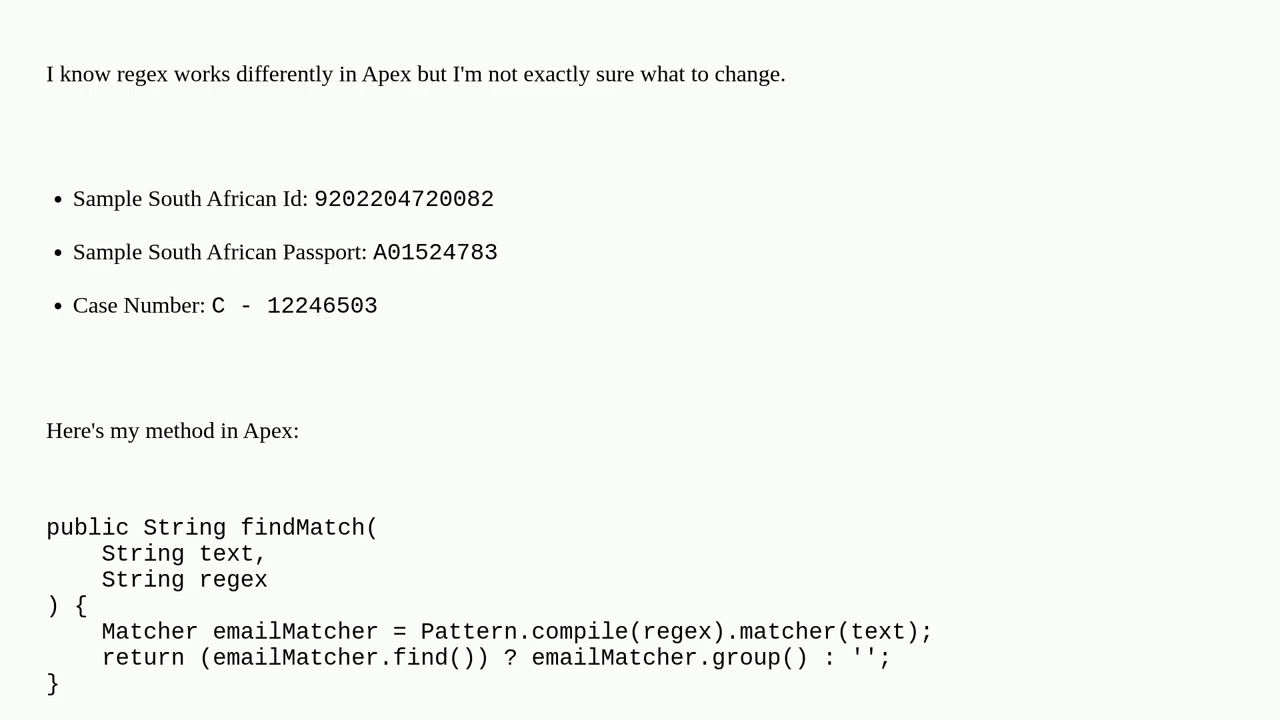 I know regex works differently in Apex but I'm not exactly sure what to change.
• Sample South African Id: 9202204720082
• Sample South African Passport: A01524783
• Case Number: C - 12246503
Here's my method in Apex:
public String findMatch(
    String text,
    String regex
) {
    Matcher emailMatcher = Pattern.compile(regex).matcher(text);
    return (emailMatcher.find()) ? emailMatcher.group() : '';
}